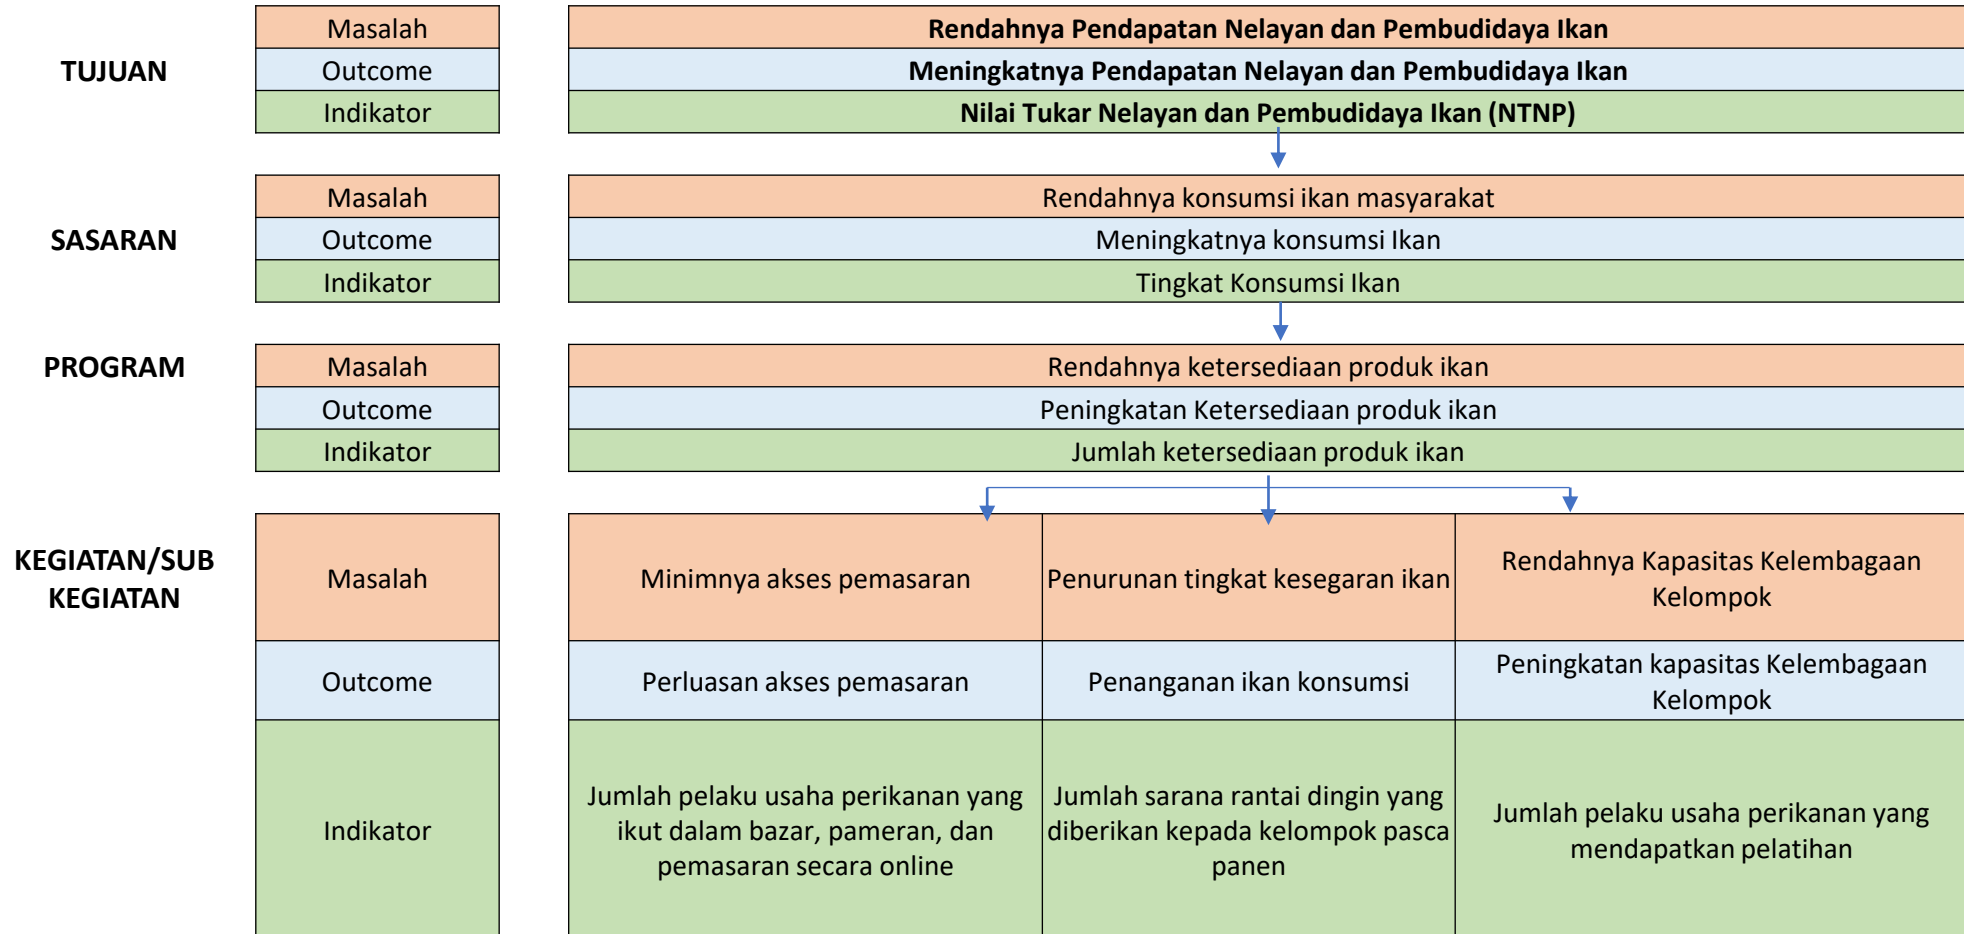 TUJUAN
Masalah
Rendahnya Pendapatan Nelayan dan Pembudidaya Ikan
Outcome
Meningkatnya Pendapatan Nelayan dan Pembudidaya Ikan
Indikator
Nilai Tukar Nelayan dan Pembudidaya Ikan (NTNP)
SASARAN
Masalah
Rendahnya konsumsi ikan masyarakat
Outcome
Meningkatnya konsumsi Ikan
Indikator
Tingkat Konsumsi Ikan
PROGRAM
Masalah
Rendahnya ketersediaan produk ikan
Outcome
Peningkatan Ketersediaan produk ikan
Indikator
Jumlah ketersediaan produk ikan
KEGIATAN/SUB
KEGIATAN
Masalah
Minimnya akses pemasaran
Penurunan tingkat kesegaran ikan
Rendahnya Kapasitas Kelembagaan
Kelompok
Outcome
Perluasan akses pemasaran
Penanganan ikan konsumsi
Peningkatan kapasitas Kelembagaan
Kelompok
Indikator
Jumlah pelaku usaha perikanan yang
ikut dalam bazar, pameran, dan
pemasaran secara online
Jumlah sarana rantai dingin yang
diberikan kepada kelompok pasca
panen
Jumlah pelaku usaha perikanan yang
mendapatkan pelatihan